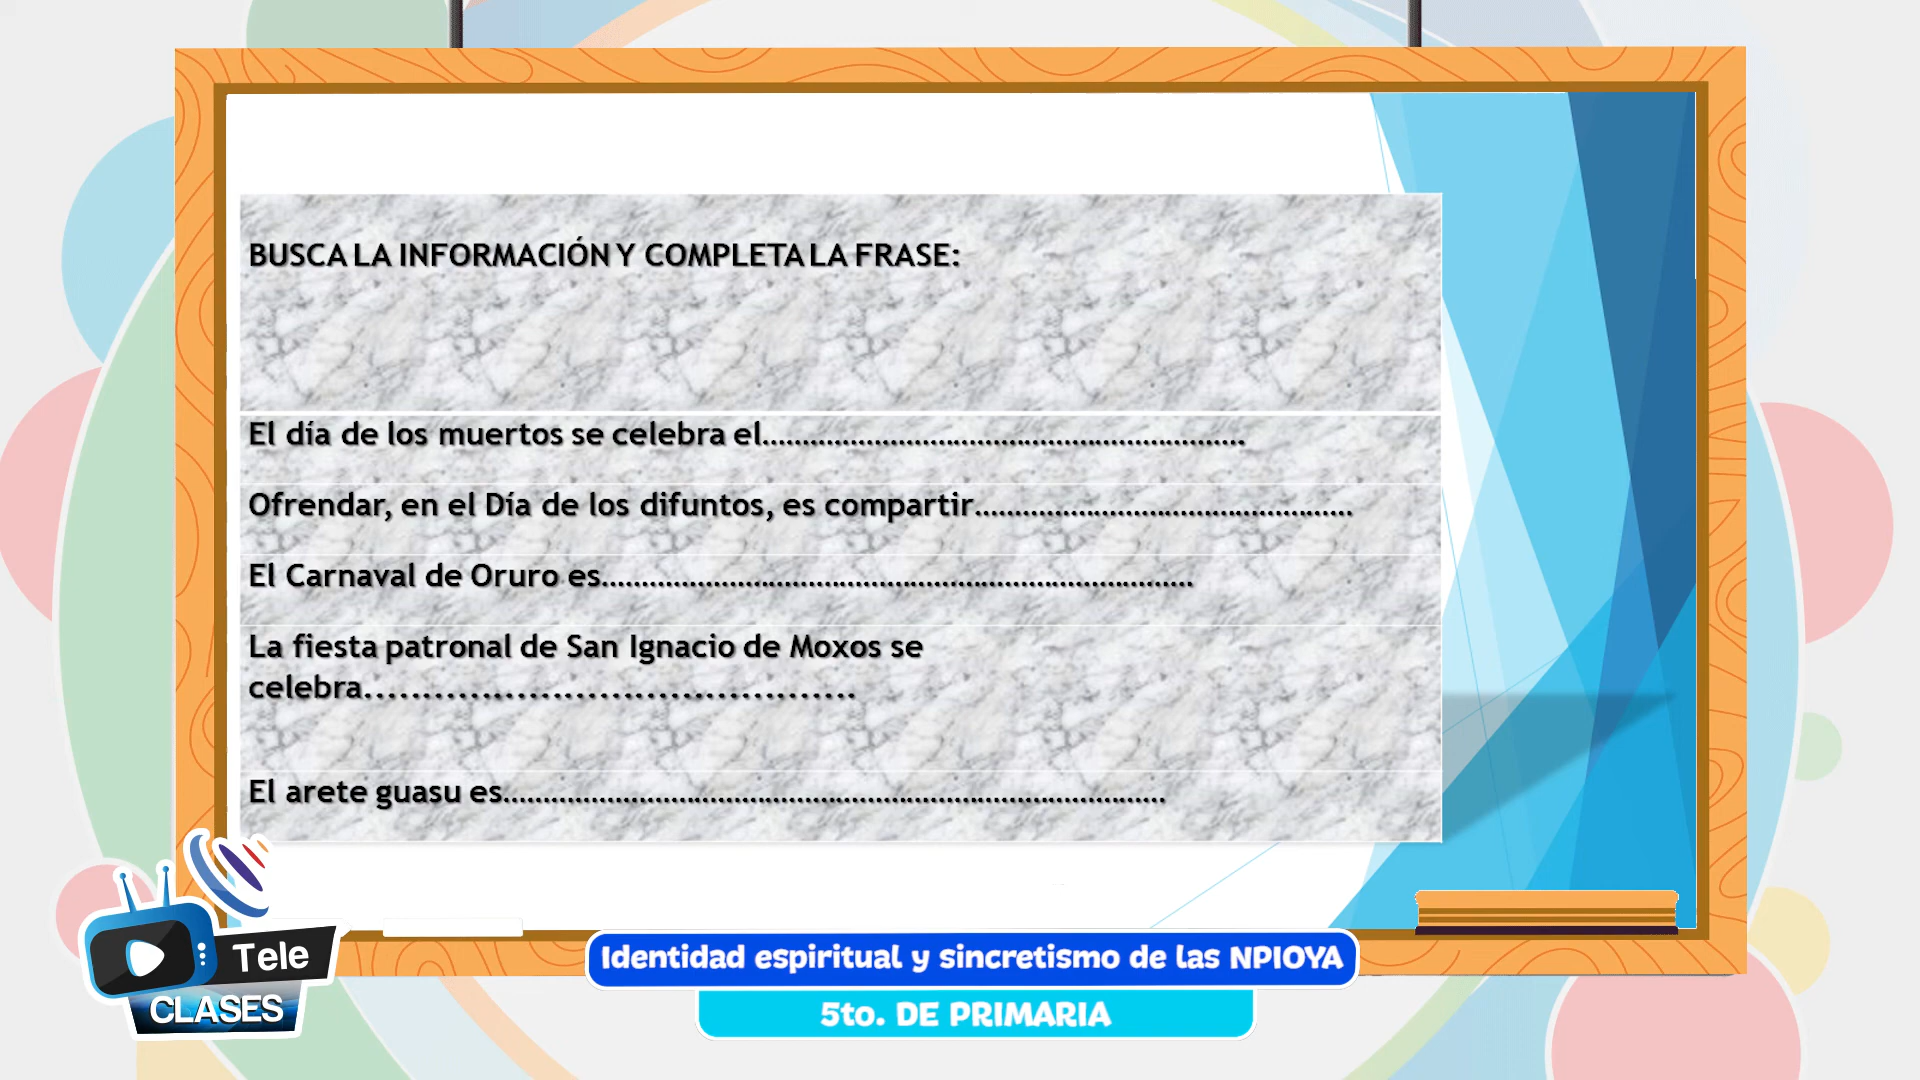 BUSCA LA INFORMACIÓN Y COMPLETA LA FRASE:
El día de los muertos se celebra el............................................................
Ofrendar, en el Día de los difuntos, es compartir...............................................
El Carnaval de Oruro es..........................................................................
La fiesta patronal de San Ignacio de Moxos se
celebra..........................................
El arete guasu es...................................................................................
Tele
CLASES
Identidad espiritual y sincretismo de las NPIOYA
5to. DE PRIMARIA